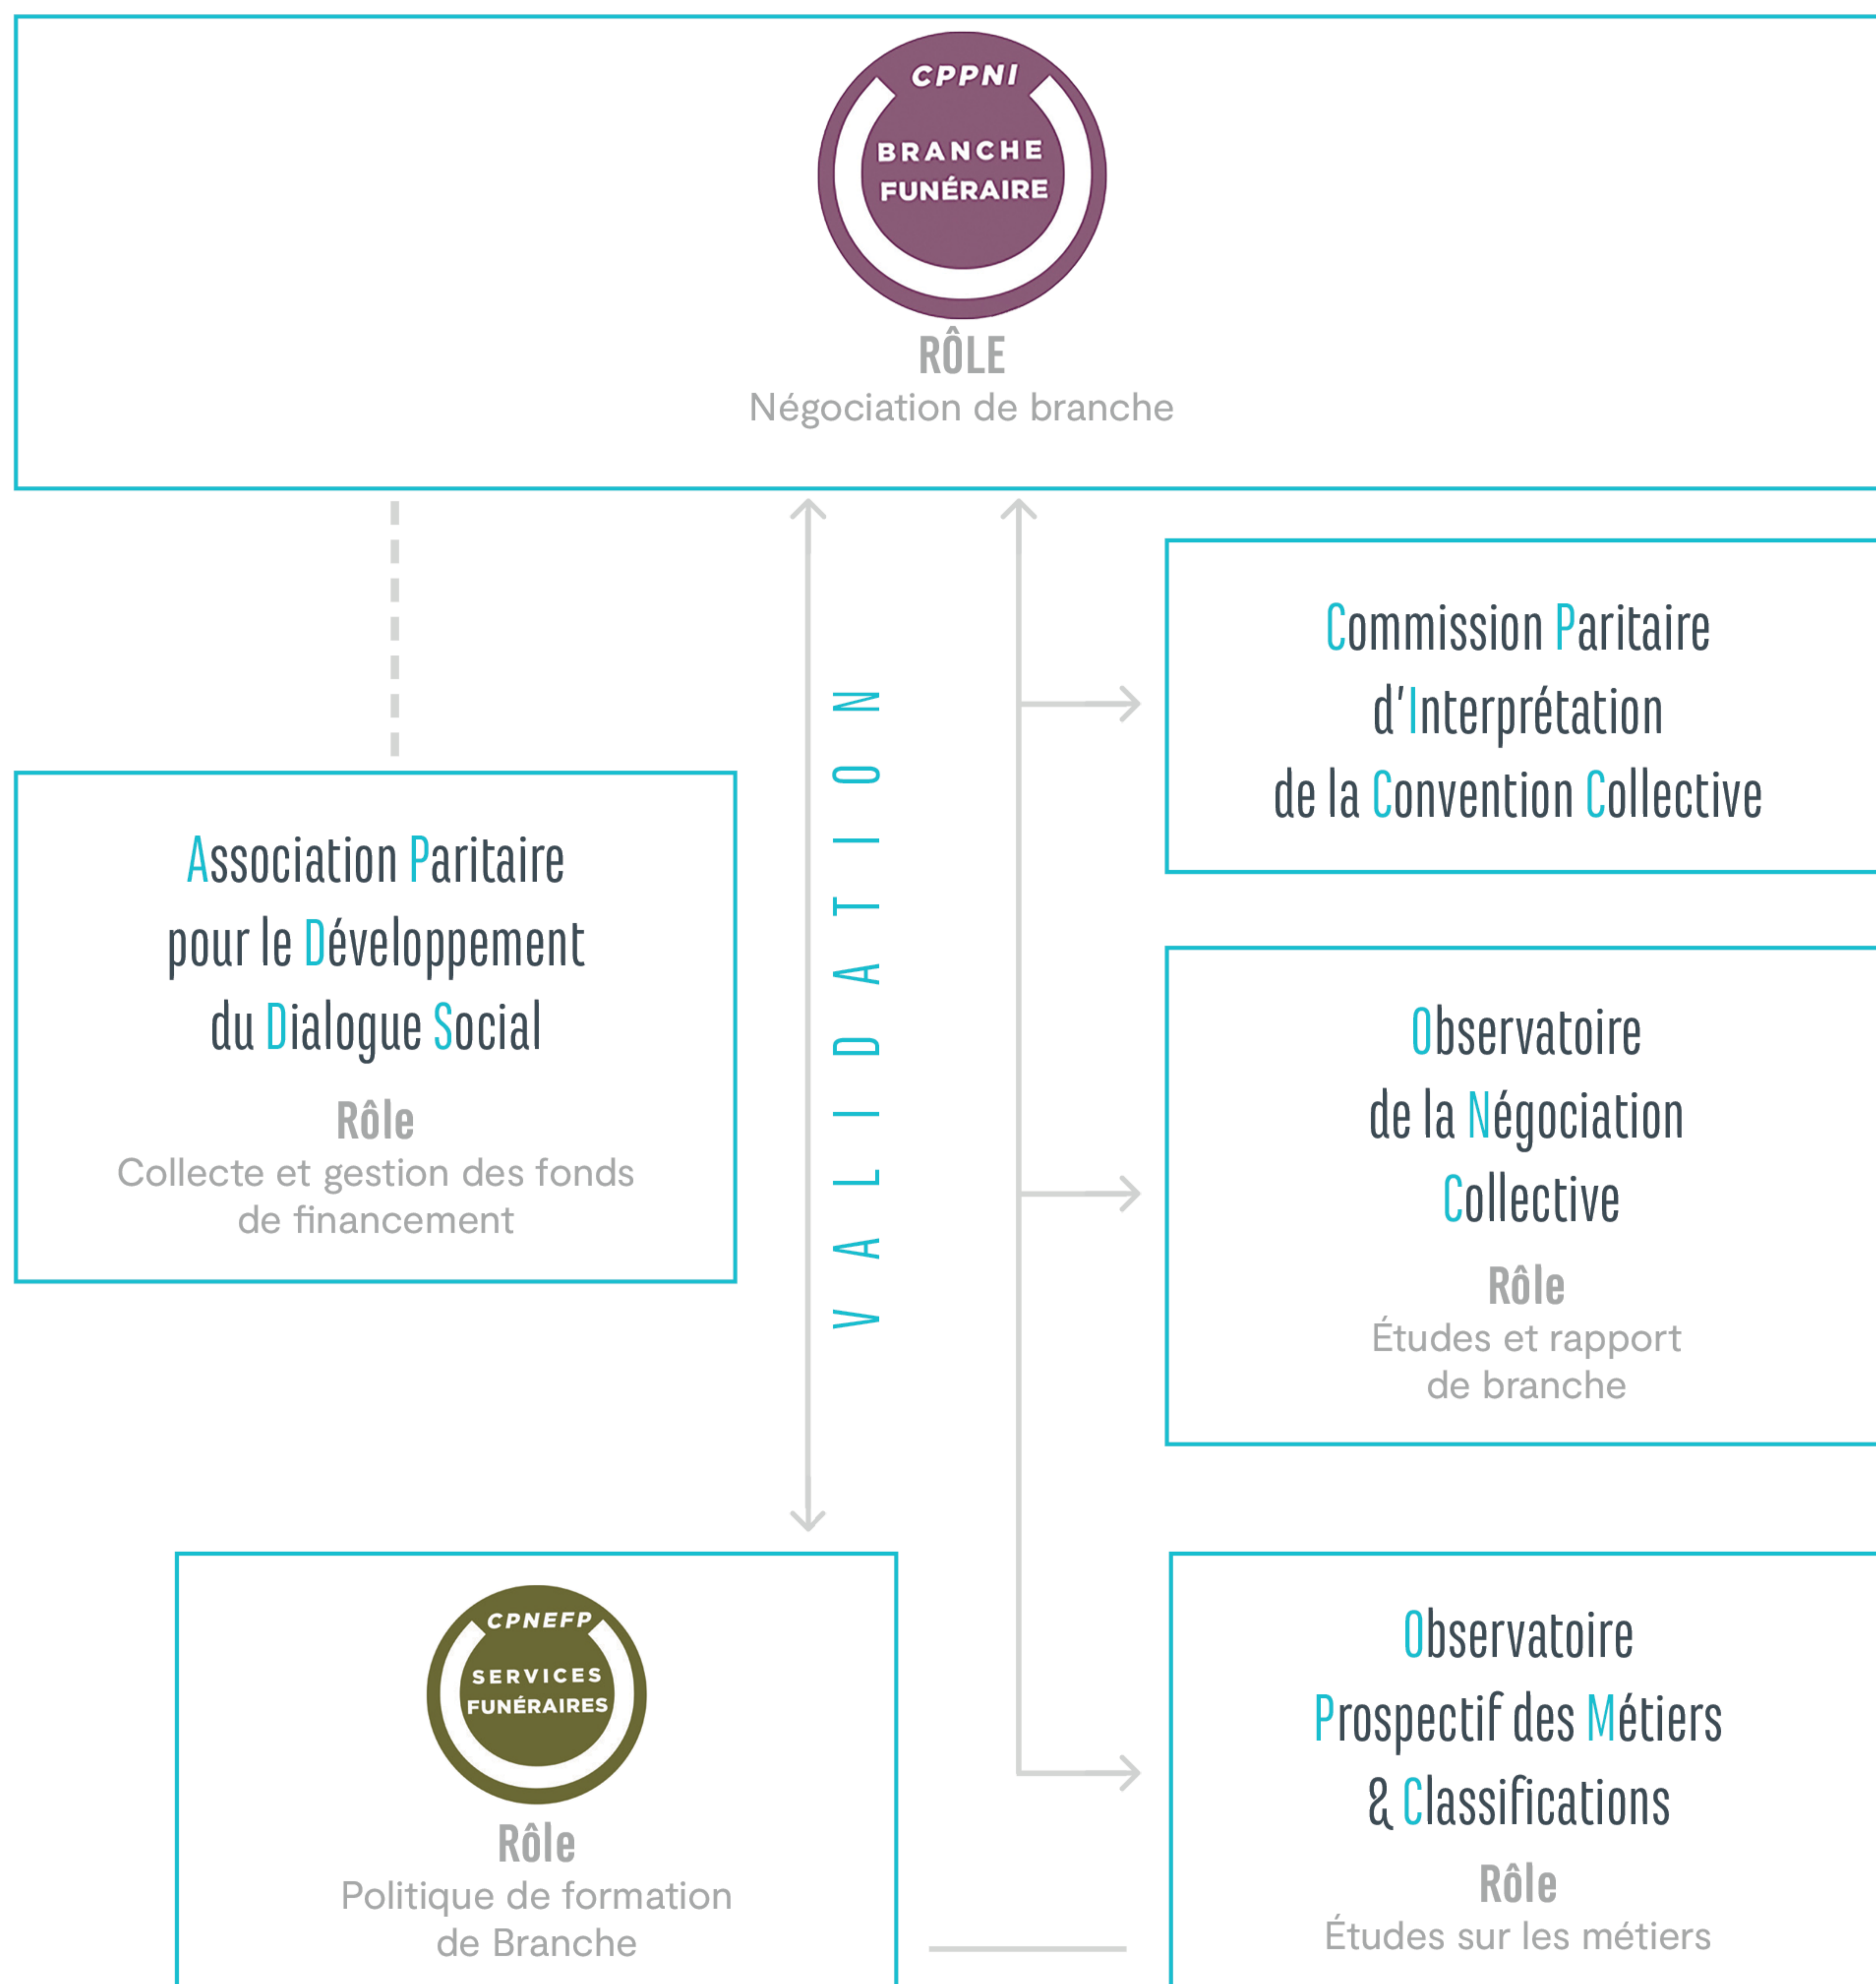 CPPNI
BRANCHE
FUNÉRAIRE
RÔLE
Négociation de branche
Commission Paritaire
d'Interprétation
de la Convention Collective
Association Paritaire
pour le Développement
du Dialogue Social
Rôle
Collecte et gestion des fonds
de financement
VALIDATION
Observatoire
de la Négociation
Collective
Rôle
Études et rapport
de branche
CPNEFP
SERVICES
FUNÉRAIRES
Rôle
Politique de formation
de Branche
Observatoire
Prospectif des Métiers
& Classifications
Rôle
Études sur les métiers